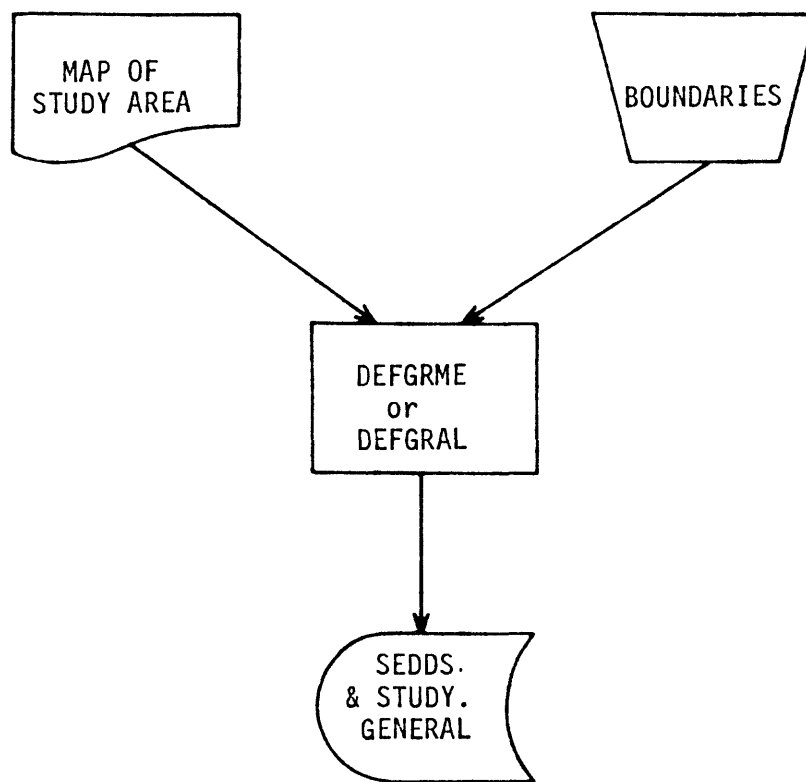 MAP OF
STUDY AREA
BOUNDARIES
DEFGRME
or
DEFGRAL
SEDDS.
& STUDY.
GENERAL